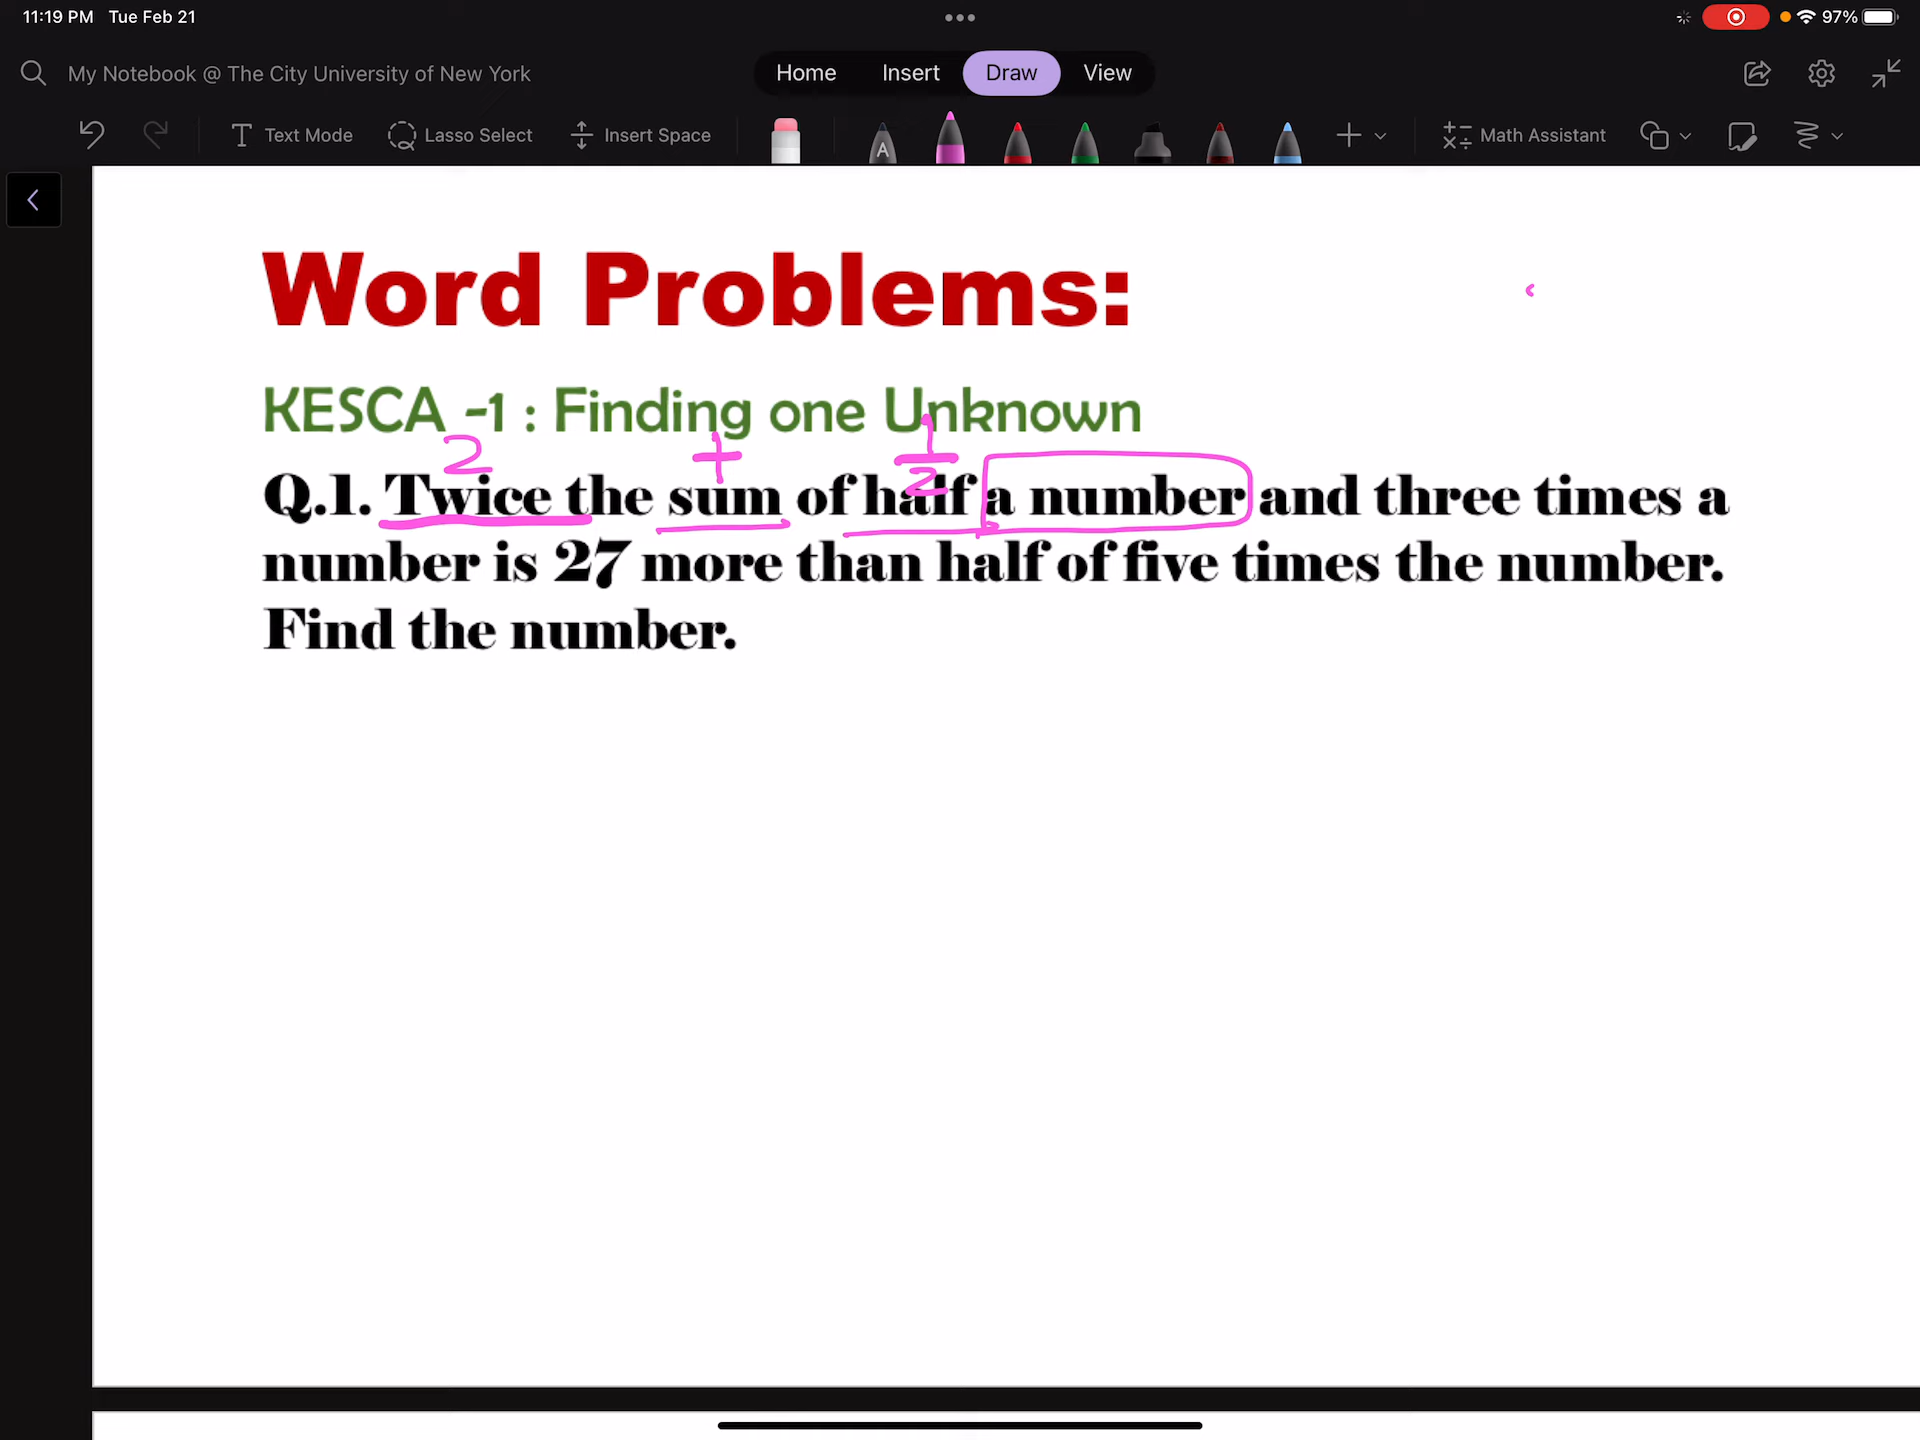 11:19 PM Tue Feb 21
97%
My Notebook @ The City University of New York
Home Insert Draw View
Text Mode Lasso Select Insert Space A Math Assistant
Word Problems:
KESCA -1 : Finding one Unknown
2 + 1/2
Q.1. Twice the sum of half a number and three times a
number is 27 more than half of five times the number.
Find the number.